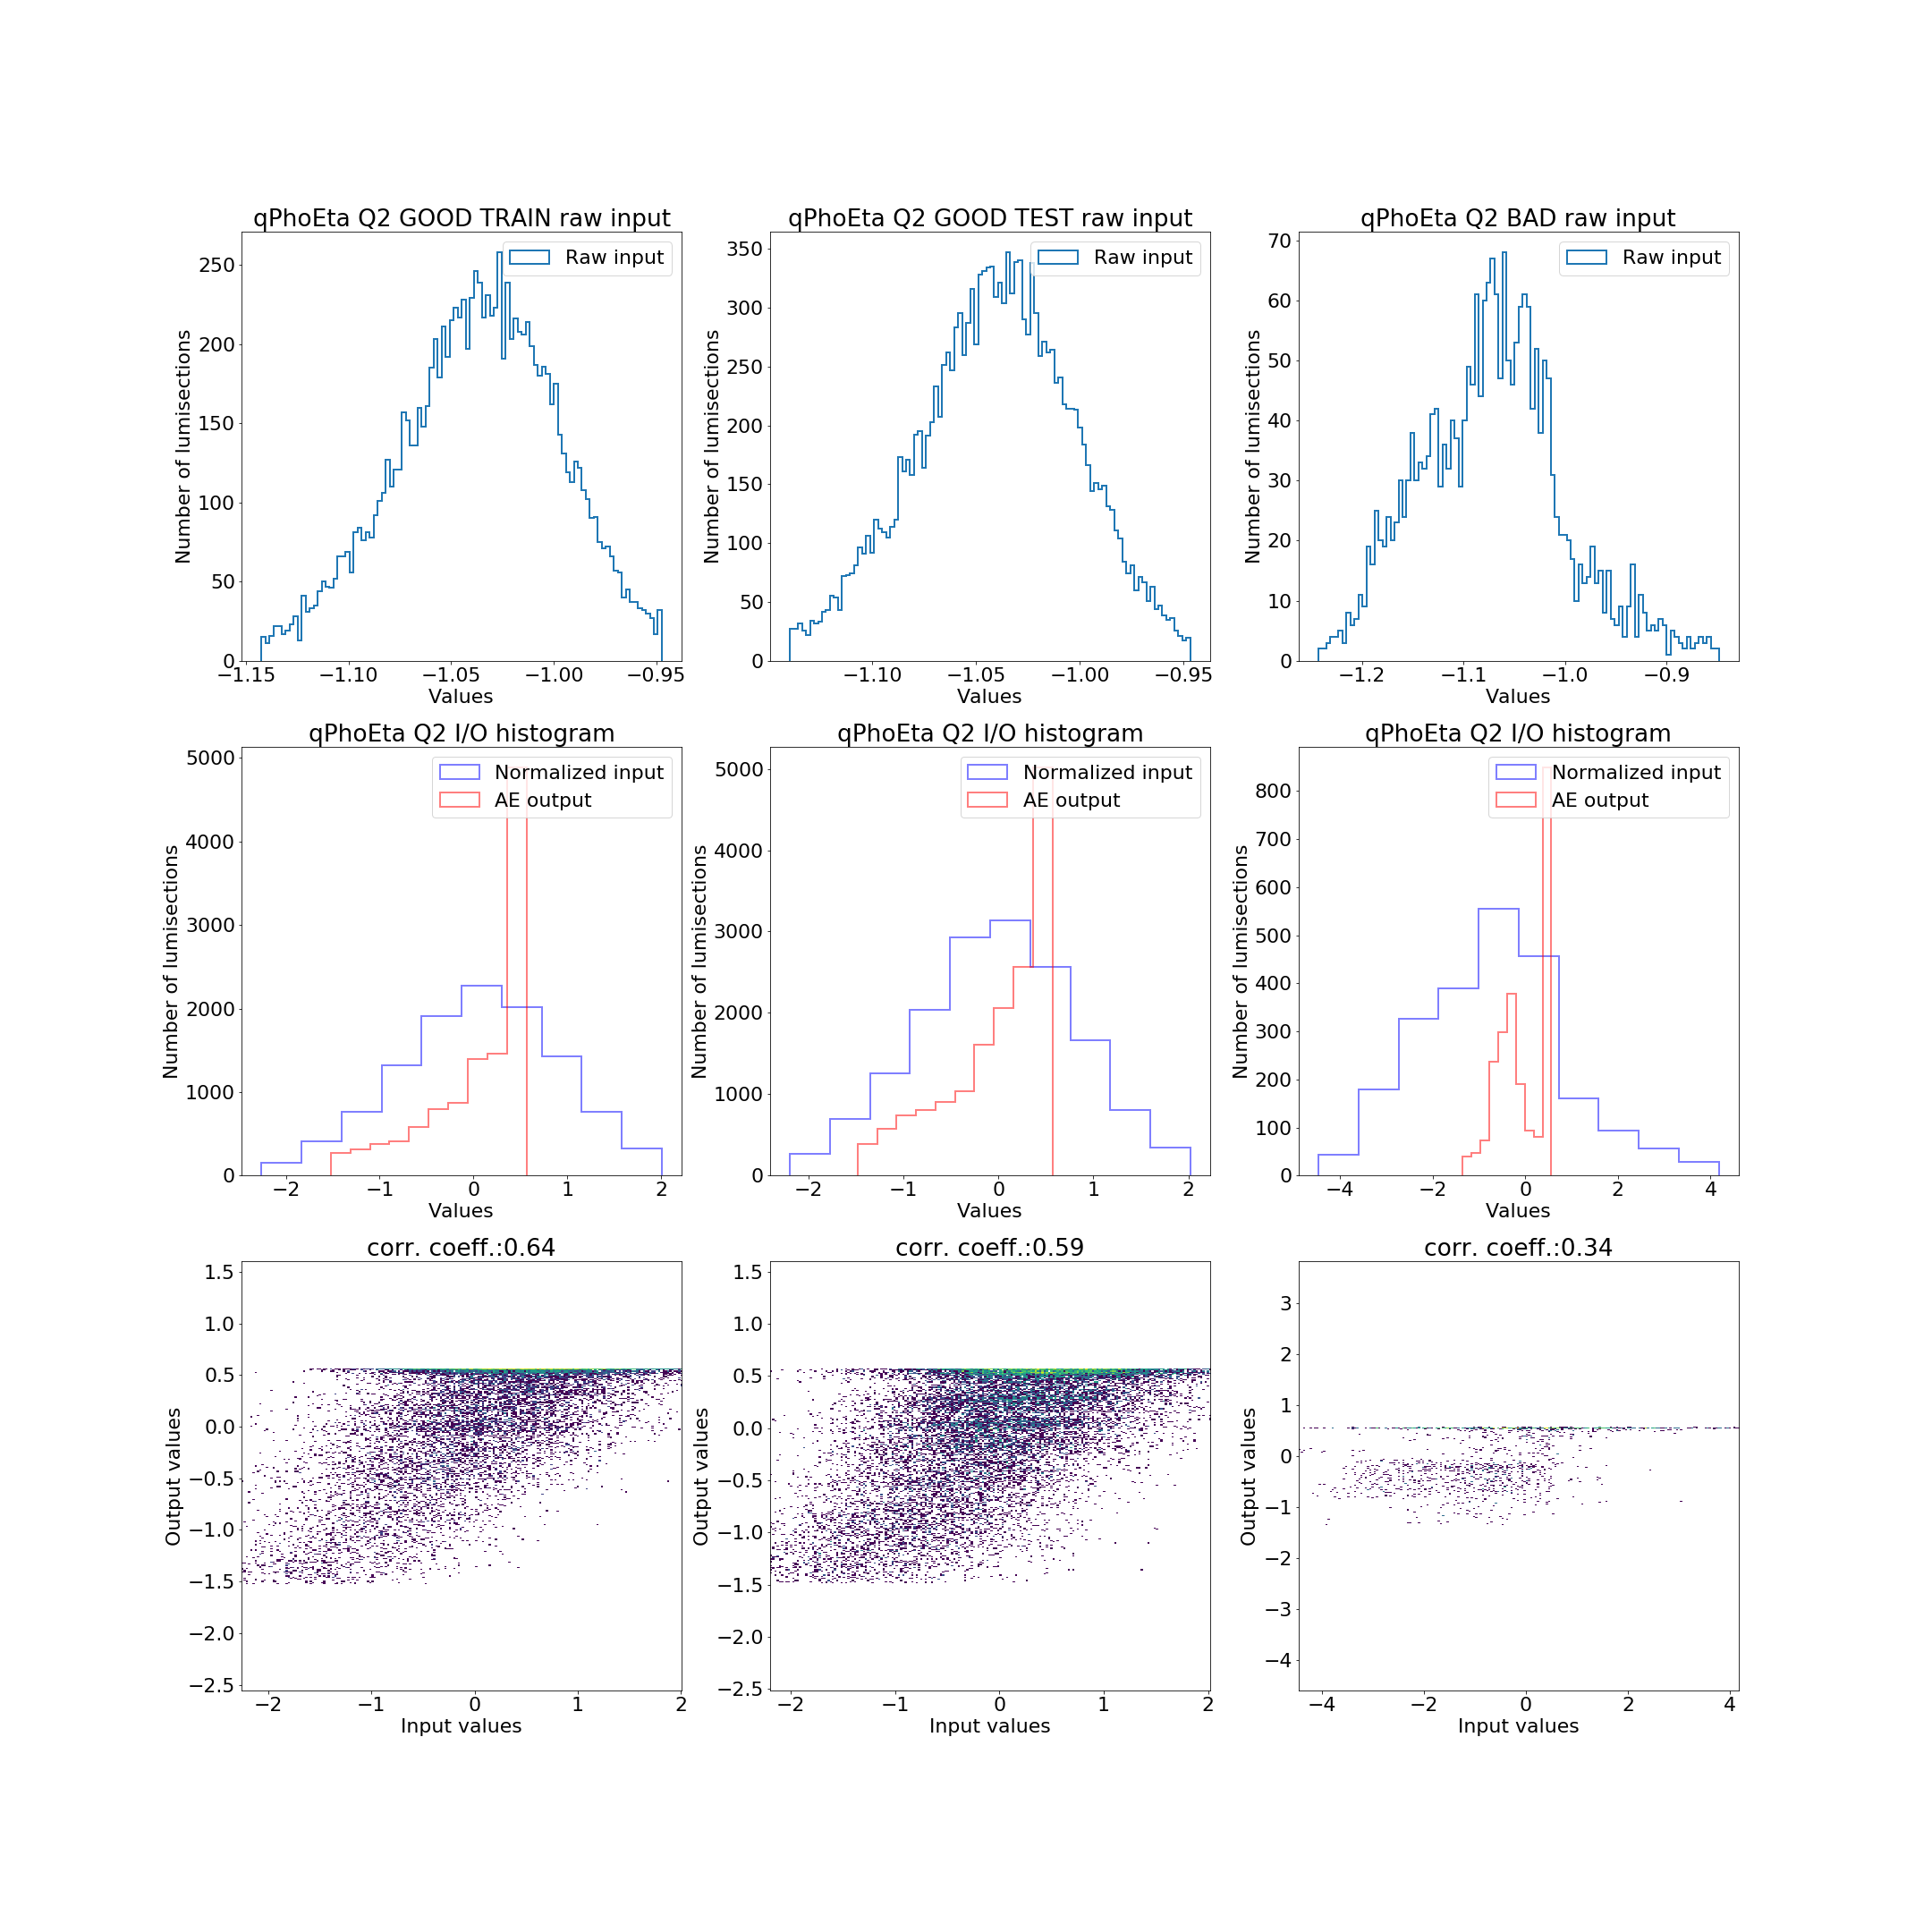 qPhoEta Q2 GOOD TRAIN raw input
Number of lumisections
250
200
150
100
50
0
Raw input
−1.15 −1.10 −1.05 −1.00 −0.95
Values
qPhoEta Q2 GOOD TEST raw input
Number of lumisections
350
300
250
200
150
100
50
0
Raw input
−1.10 −1.05 −1.00 −0.95
Values
qPhoEta Q2 BAD raw input
Number of lumisections
70
60
50
40
30
20
10
0
Raw input
−1.2 −1.1 −1.0 −0.9
Values
qPhoEta Q2 I/O histogram
Number of lumisections
5000
4000
3000
2000
1000
0
Normalized input
AE output
−2 −1 0 1 2
Values
qPhoEta Q2 I/O histogram
Number of lumisections
5000
4000
3000
2000
1000
0
Normalized input
AE output
−2 −1 0 1 2
Values
qPhoEta Q2 I/O histogram
Number of lumisections
800
700
600
500
400
300
200
100
0
Normalized input
AE output
−4 −2 0 2 4
Values
corr. coeff.:0.64
Output values
1.5
1.0
0.5
0.0
−0.5
−1.0
−1.5
−2.0
−2.5
−2 −1 0 1 2
Input values
corr. coeff.:0.59
Output values
1.5
1.0
0.5
0.0
−0.5
−1.0
−1.5
−2.0
−2.5
−2 −1 0 1 2
Input values
corr. coeff.:0.34
Output values
3
2
1
0
−1
−2
−3
−4
−4 −2 0 2 4
Input values